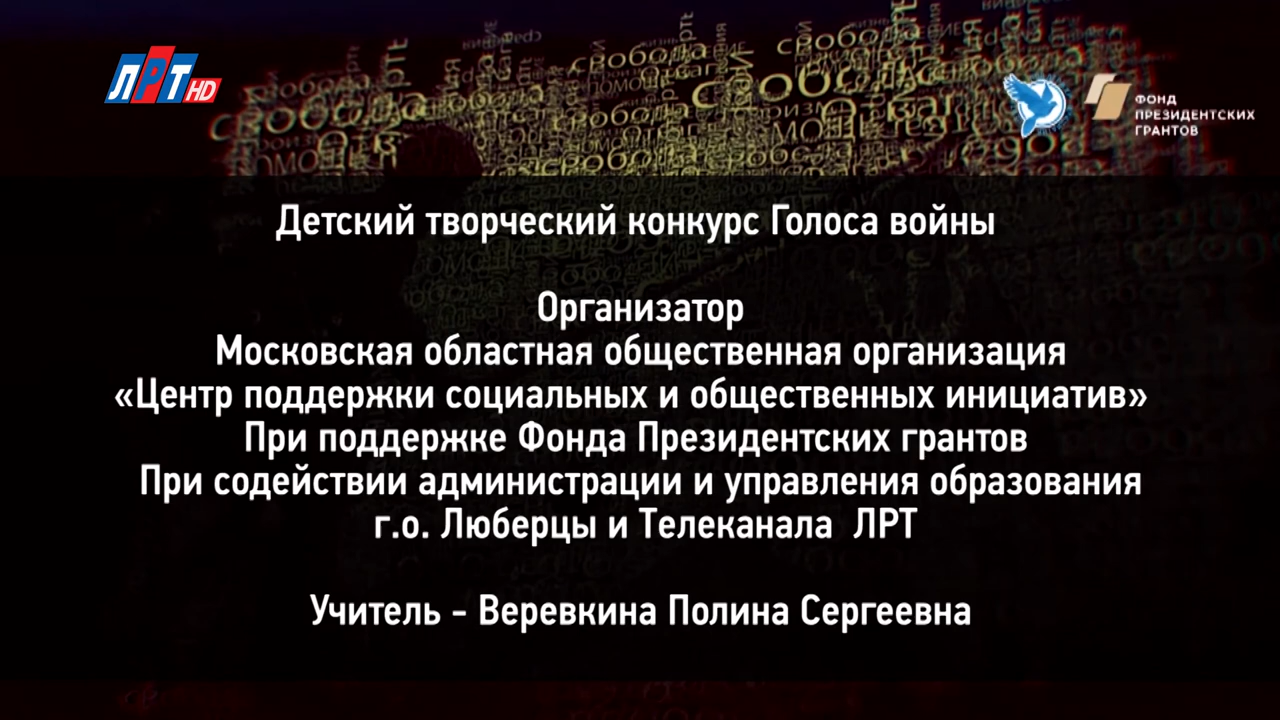 ЛРТ HD
ФОНД
ПРЕЗИДЕНТСКИХ
ГРАНТОВ
Детский творческий конкурс Голоса войны
Организатор
Московская областная общественная организация
«Центр поддержки социальных и общественных инициатив»
При поддержке Фонда Президентских грантов
При содействии администрации и управления образования
г.о. Люберцы и Телеканала ЛРТ
Учитель - Веревкина Полина Сергеевна